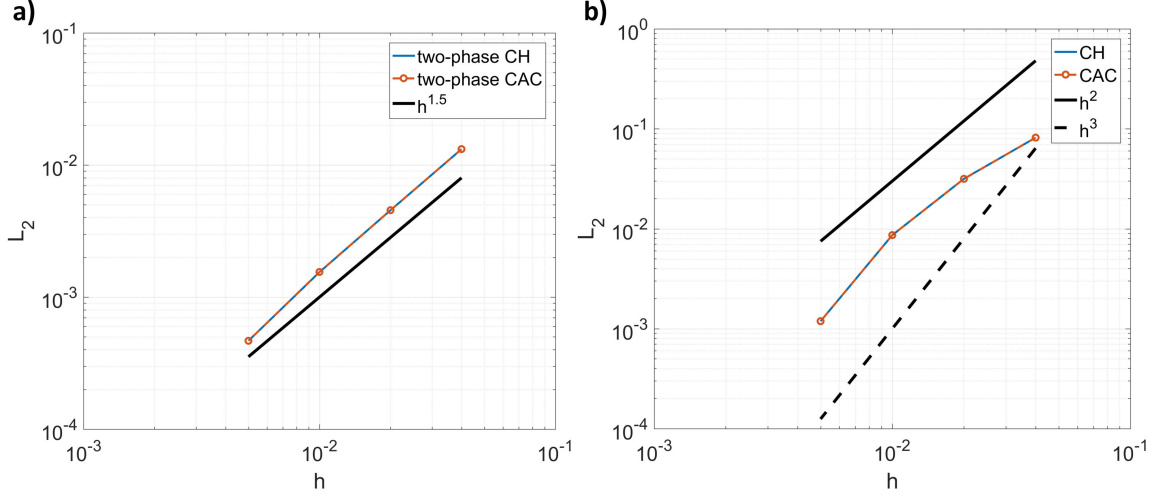 a)
10^-1
10^-2
10^-3
10^-4
L_2
10^-3
10^-2
10^-1
h
two-phase CH
two-phase CAC
h^1.5
b)
10^0
10^-1
10^-2
10^-3
10^-4
L_2
10^-3
10^-2
10^-1
h
CH
CAC
h^2
h^3